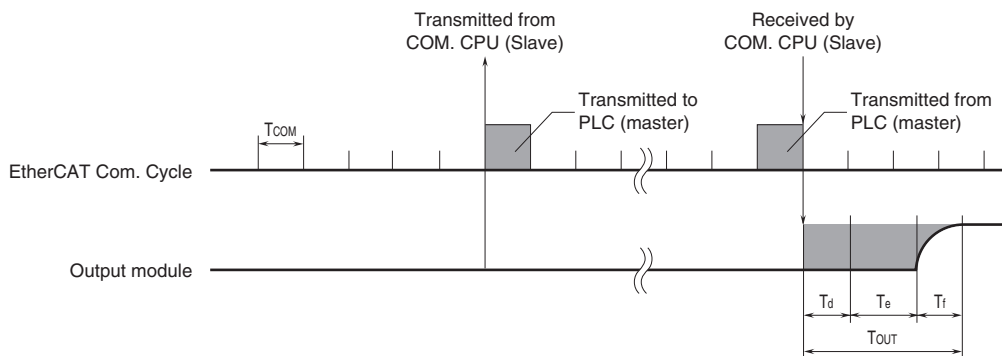 Transmitted from
COM. CPU (Slave)
Received by
COM. CPU (Slave)
TCOM
Transmitted to
PLC (master)
Transmitted from
PLC (master)
EtherCAT Com. Cycle
Output module
Td
Te
Tf
TOUT